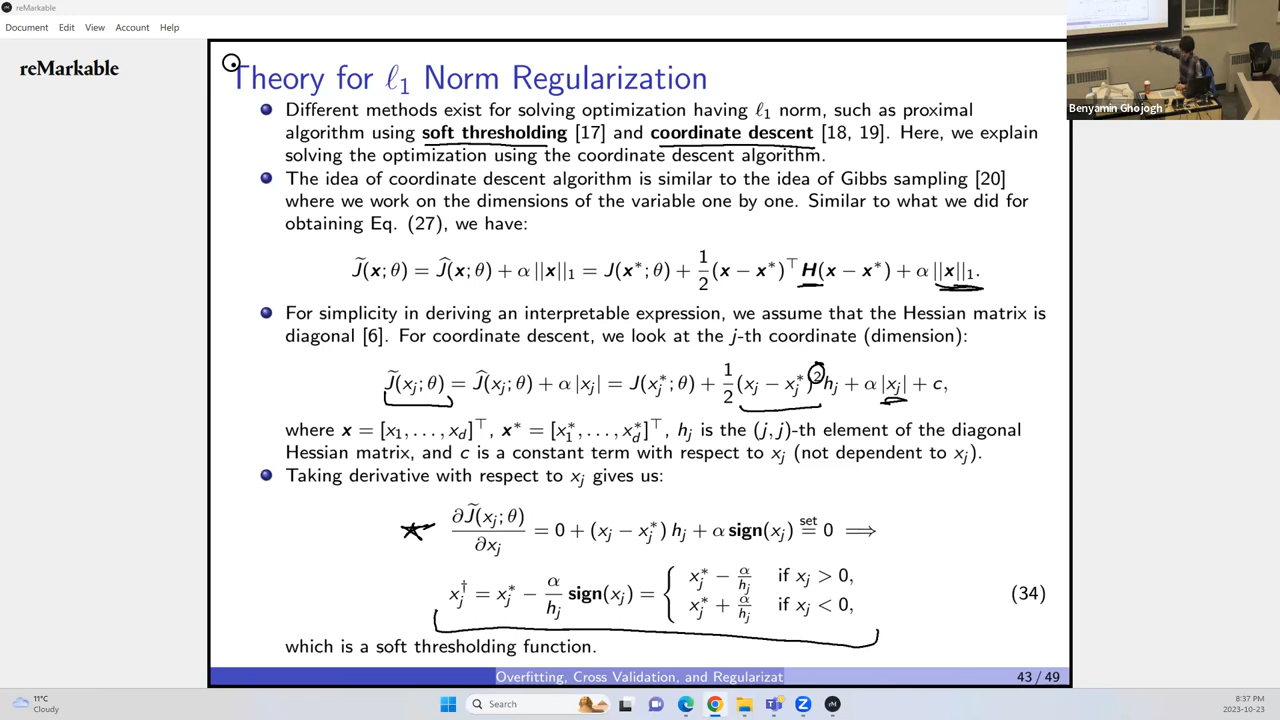 reMarkable
Document Edit View Account Help
reMarkable
Benyamin Ghojogh
Theory for ℓ₁ Norm Regularization
Different methods exist for solving optimization having ℓ₁ norm, such as proximal
algorithm using soft thresholding [17] and coordinate descent [18, 19]. Here, we explain
solving the optimization using the coordinate descent algorithm.
The idea of coordinate descent algorithm is similar to the idea of Gibbs sampling [20]
where we work on the dimensions of the variable one by one. Similar to what we did for
obtaining Eq. (27), we have:
J̃(x; θ) = Ĵ(x; θ) + α ||x||₁ = J(x*; θ) + 1/2 (x − x*)⊤ H(x − x*) + α ||x||₁.
For simplicity in deriving an interpretable expression, we assume that the Hessian matrix is
diagonal [6]. For coordinate descent, we look at the j-th coordinate (dimension):
J̃(xⱼ; θ) = Ĵ(xⱼ; θ) + α |xⱼ| = J(xⱼ*; θ) + 1/2 (xⱼ − xⱼ*)² hⱼ + α |xⱼ| + c,
where x = [x₁, . . . , x_d]⊤, x* = [x₁*, . . . , x_d*]⊤, hⱼ is the (j, j)-th element of the diagonal
Hessian matrix, and c is a constant term with respect to xⱼ (not dependent to xⱼ).
Taking derivative with respect to xⱼ gives us:
∂J̃(xⱼ; θ)/∂xⱼ = 0 + (xⱼ − xⱼ*) hⱼ + α sign(xⱼ) set= 0 ⟹
xⱼ† = xⱼ* − α/hⱼ sign(xⱼ) = { xⱼ* − α/hⱼ if xⱼ > 0,
xⱼ* + α/hⱼ if xⱼ < 0, (34)
which is a soft thresholding function.
Overfitting, Cross Validation, and Regularizat 43 / 49
11°C
Cloudy
Search
8:37 PM
2023-10-23